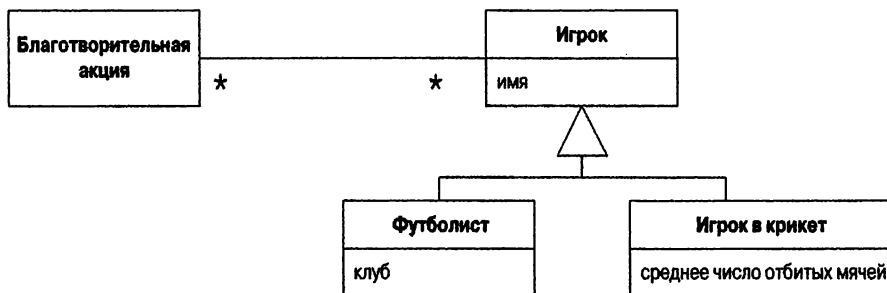 Благотворительная
акция
Игрок
*
*
имя
Футболист
Игрок в крикет
клуб
среднее число отбитых мячей